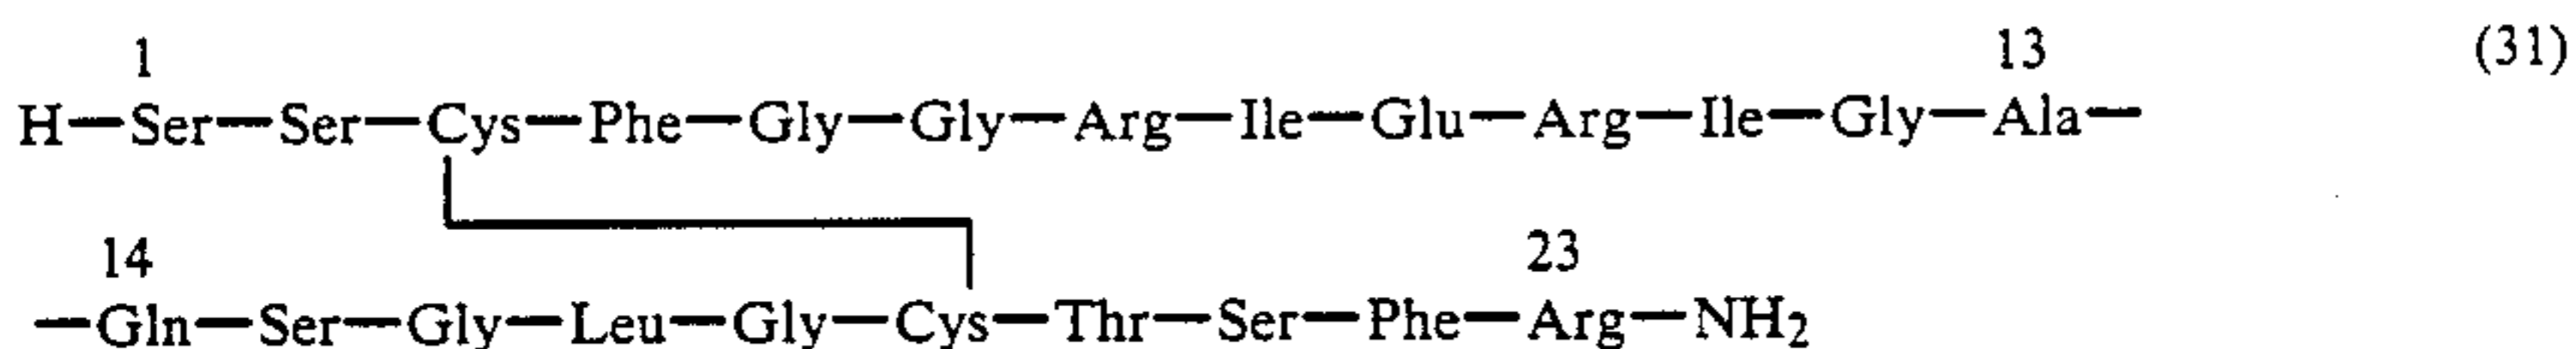 1 13 (31)
H—Ser—Ser—Cys—Phe—Gly—Gly—Arg—Ile—Glu—Arg—Ile—Gly—Ala—
14 23
—Gln—Ser—Gly—Leu—Gly—Cys—Thr—Ser—Phe—Arg—NH₂